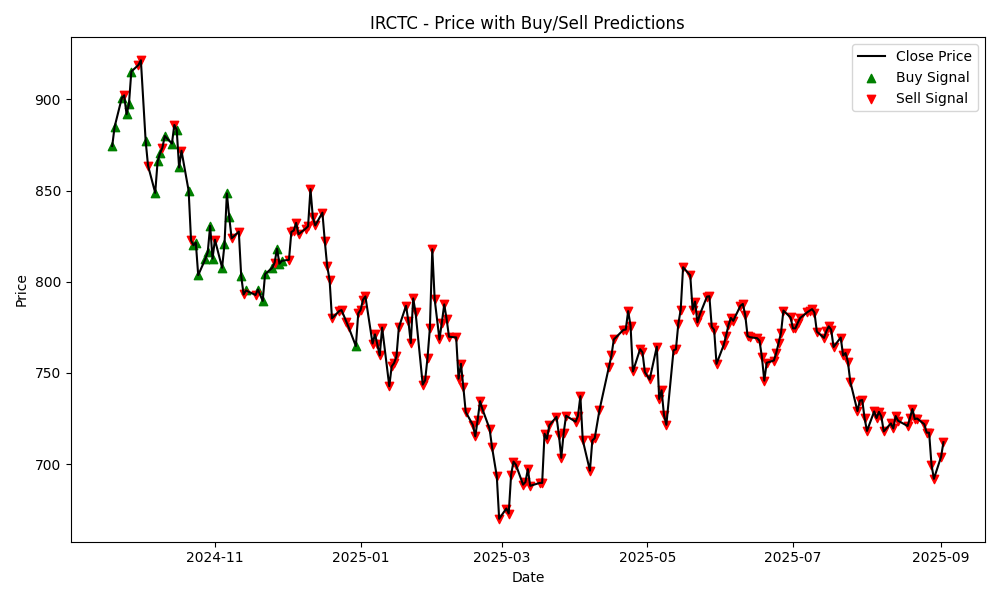 IRCTC - Price with Buy/Sell Predictions
Close Price
Buy Signal
Sell Signal
Price
900
850
800
750
700
2024-11
2025-01
2025-03
2025-05
2025-07
2025-09
Date